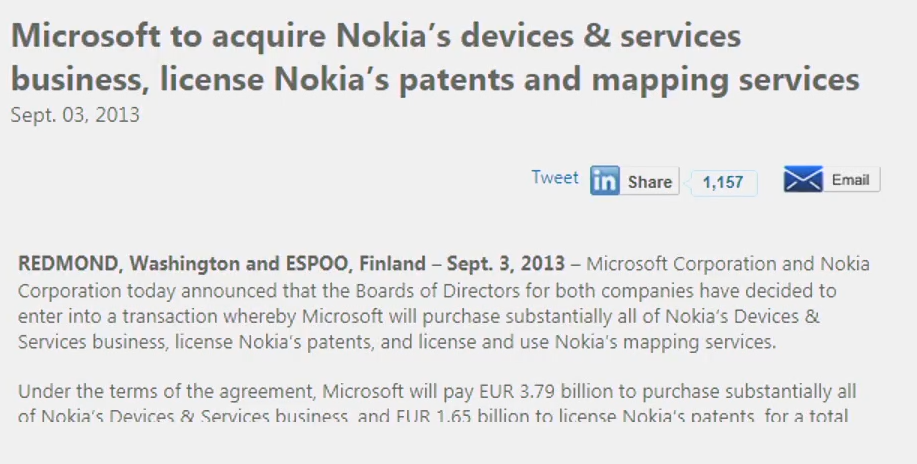 Microsoft to acquire Nokia's devices & services
business, license Nokia's patents and mapping services
Sept. 03, 2013
Tweet in Share 1,157 Email
REDMOND, Washington and ESPOO, Finland – Sept. 3, 2013 – Microsoft Corporation and Nokia
Corporation today announced that the Boards of Directors for both companies have decided to
enter into a transaction whereby Microsoft will purchase substantially all of Nokia's Devices &
Services business, license Nokia's patents, and license and use Nokia's mapping services.
Under the terms of the agreement, Microsoft will pay EUR 3.79 billion to purchase substantially all
of Nokia's Devices & Services business, and EUR 1.65 billion to license Nokia's patents, for a total